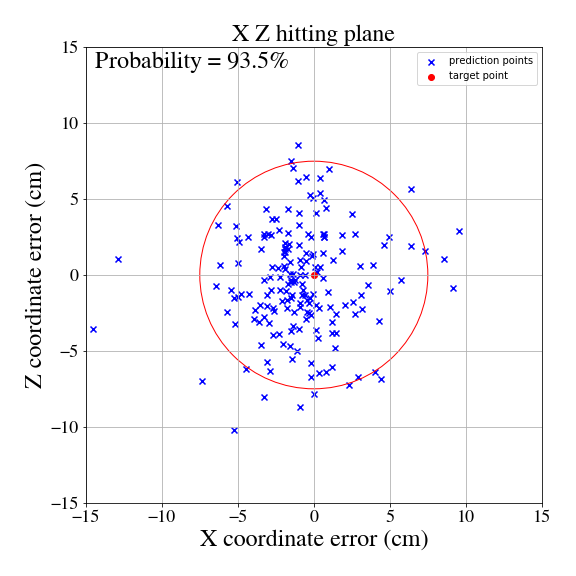 X Z hitting plane
Probability = 93.5%
prediction points
target point
Z coordinate error (cm)
15
10
5
0
−5
−10
−15
−15
−10
−5
0
5
10
15
X coordinate error (cm)